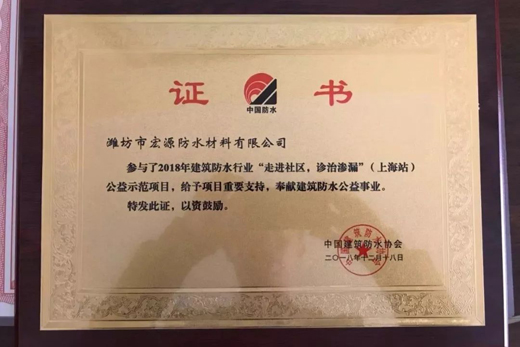 证 书
中国防水
潍坊市宏源防水材料有限公司
参与了2018年建筑防水行业“走进社区，诊治渗漏”（上海站）
公益示范项目，给予项目重要支持，奉献建筑防水公益事业。
特发此证，以资鼓励。
中国建筑防水协会
二〇一八年十二月十八日